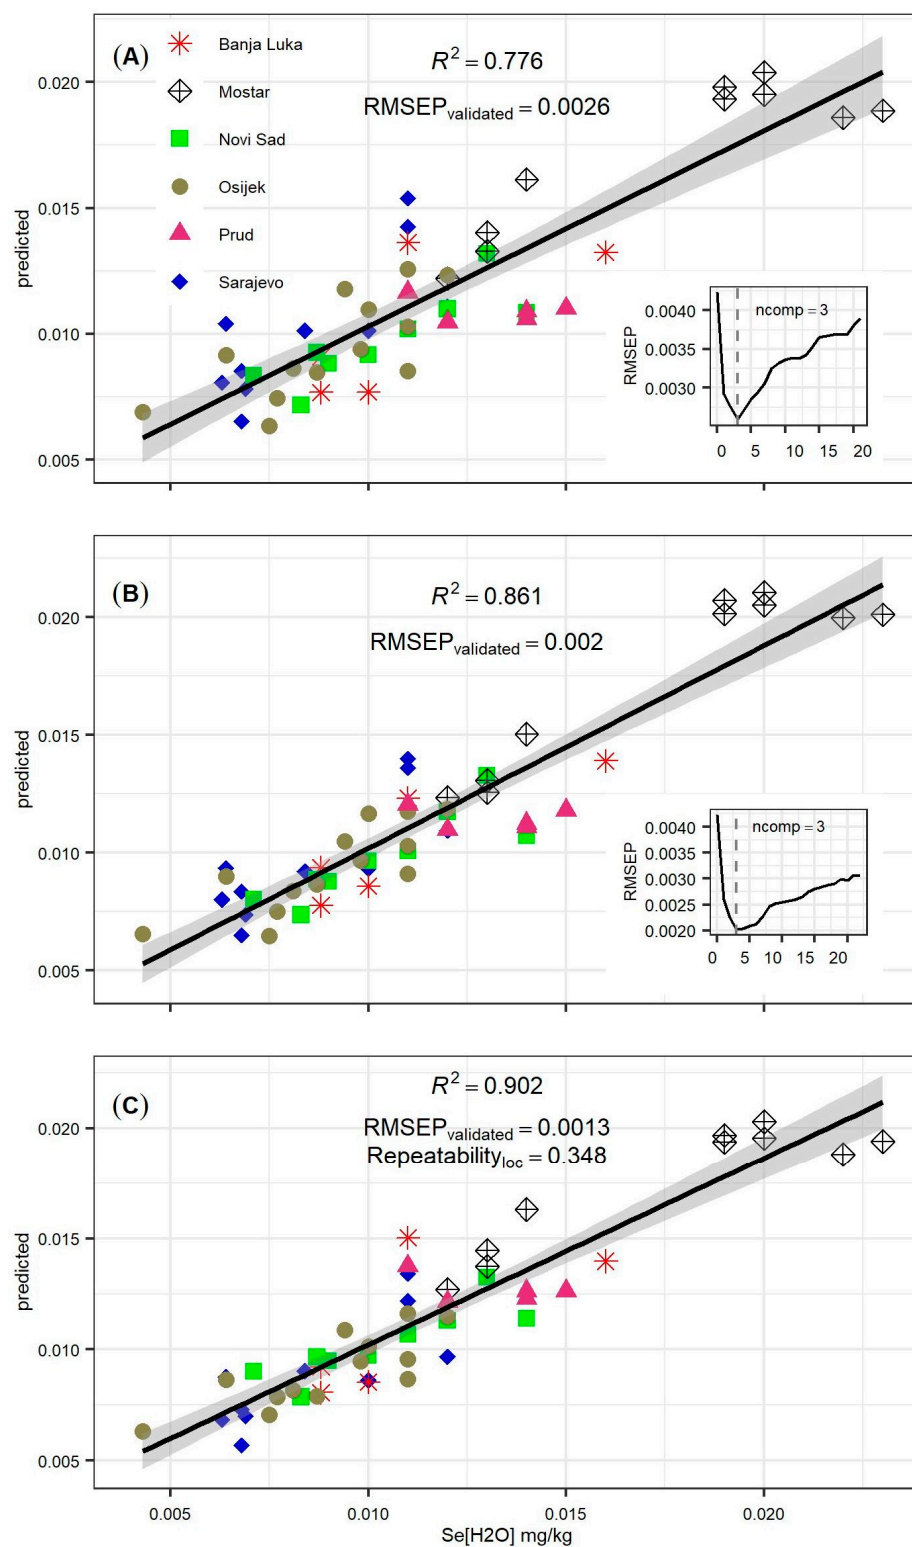 (A)
Banja Luka
Mostar
Novi Sad
Osijek
Prud
Sarajevo
R² = 0.776
RMSEPvalidated = 0.0026
predicted
0.020
0.015
0.010
0.005
ncomp = 3
RMSEP
0.0040
0.0035
0.0030
0 5 10 15 20
(B)
R² = 0.861
RMSEPvalidated = 0.002
predicted
0.020
0.015
0.010
0.005
ncomp = 3
RMSEP
0.0040
0.0035
0.0030
0.0025
0.0020
0 5 10 15 20
(C)
R² = 0.902
RMSEPvalidated = 0.0013
Repeatabilityloc = 0.348
predicted
0.020
0.015
0.010
0.005
0.005 0.010 0.015 0.020
Se[H2O] mg/kg